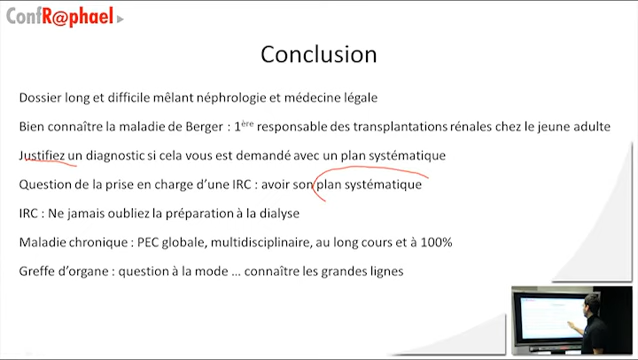 ConfR@phael
Conclusion
Dossier long et difficile mêlant néphrologie et médecine légale
Bien connaître la maladie de Berger : 1ère responsable des transplantations rénales chez le jeune adulte
Justifiez un diagnostic si cela vous est demandé avec un plan systématique
Question de la prise en charge d'une IRC : avoir son plan systématique
IRC : Ne jamais oubliez la préparation à la dialyse
Maladie chronique : PEC globale, multidisciplinaire, au long cours et à 100%
Greffe d'organe : question à la mode … connaître les grandes lignes